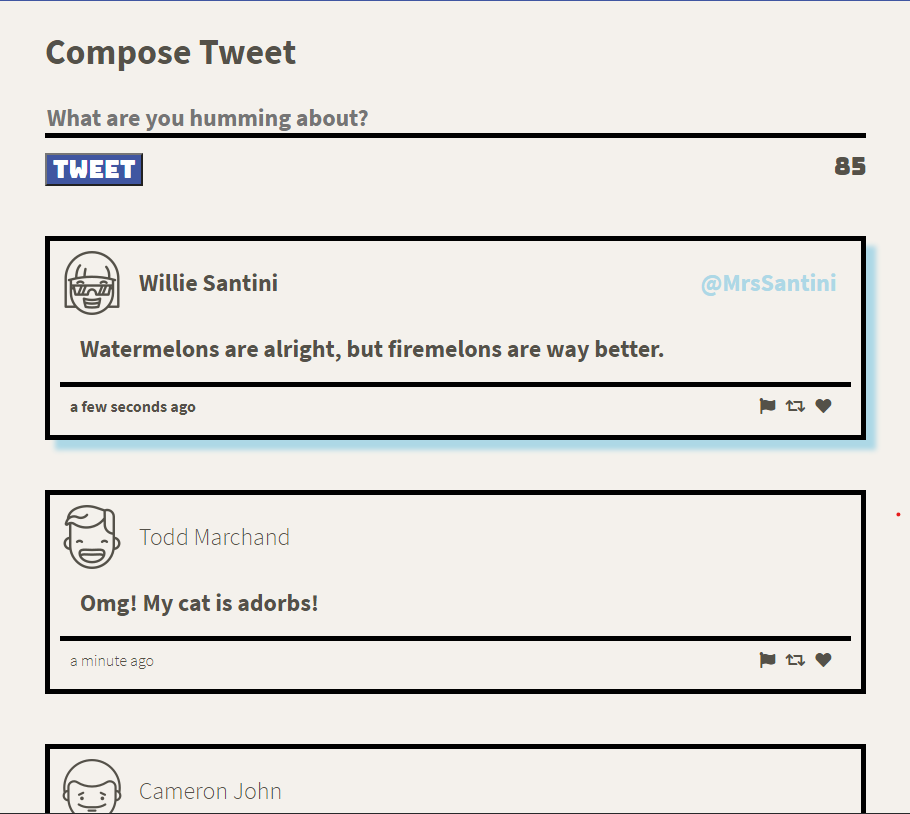 Compose Tweet
What are you humming about?
TWEET 85
Willie Santini @MrsSantini
Watermelons are alright, but firemelons are way better.
a few seconds ago
Todd Marchand
Omg! My cat is adorbs!
a minute ago
Cameron John